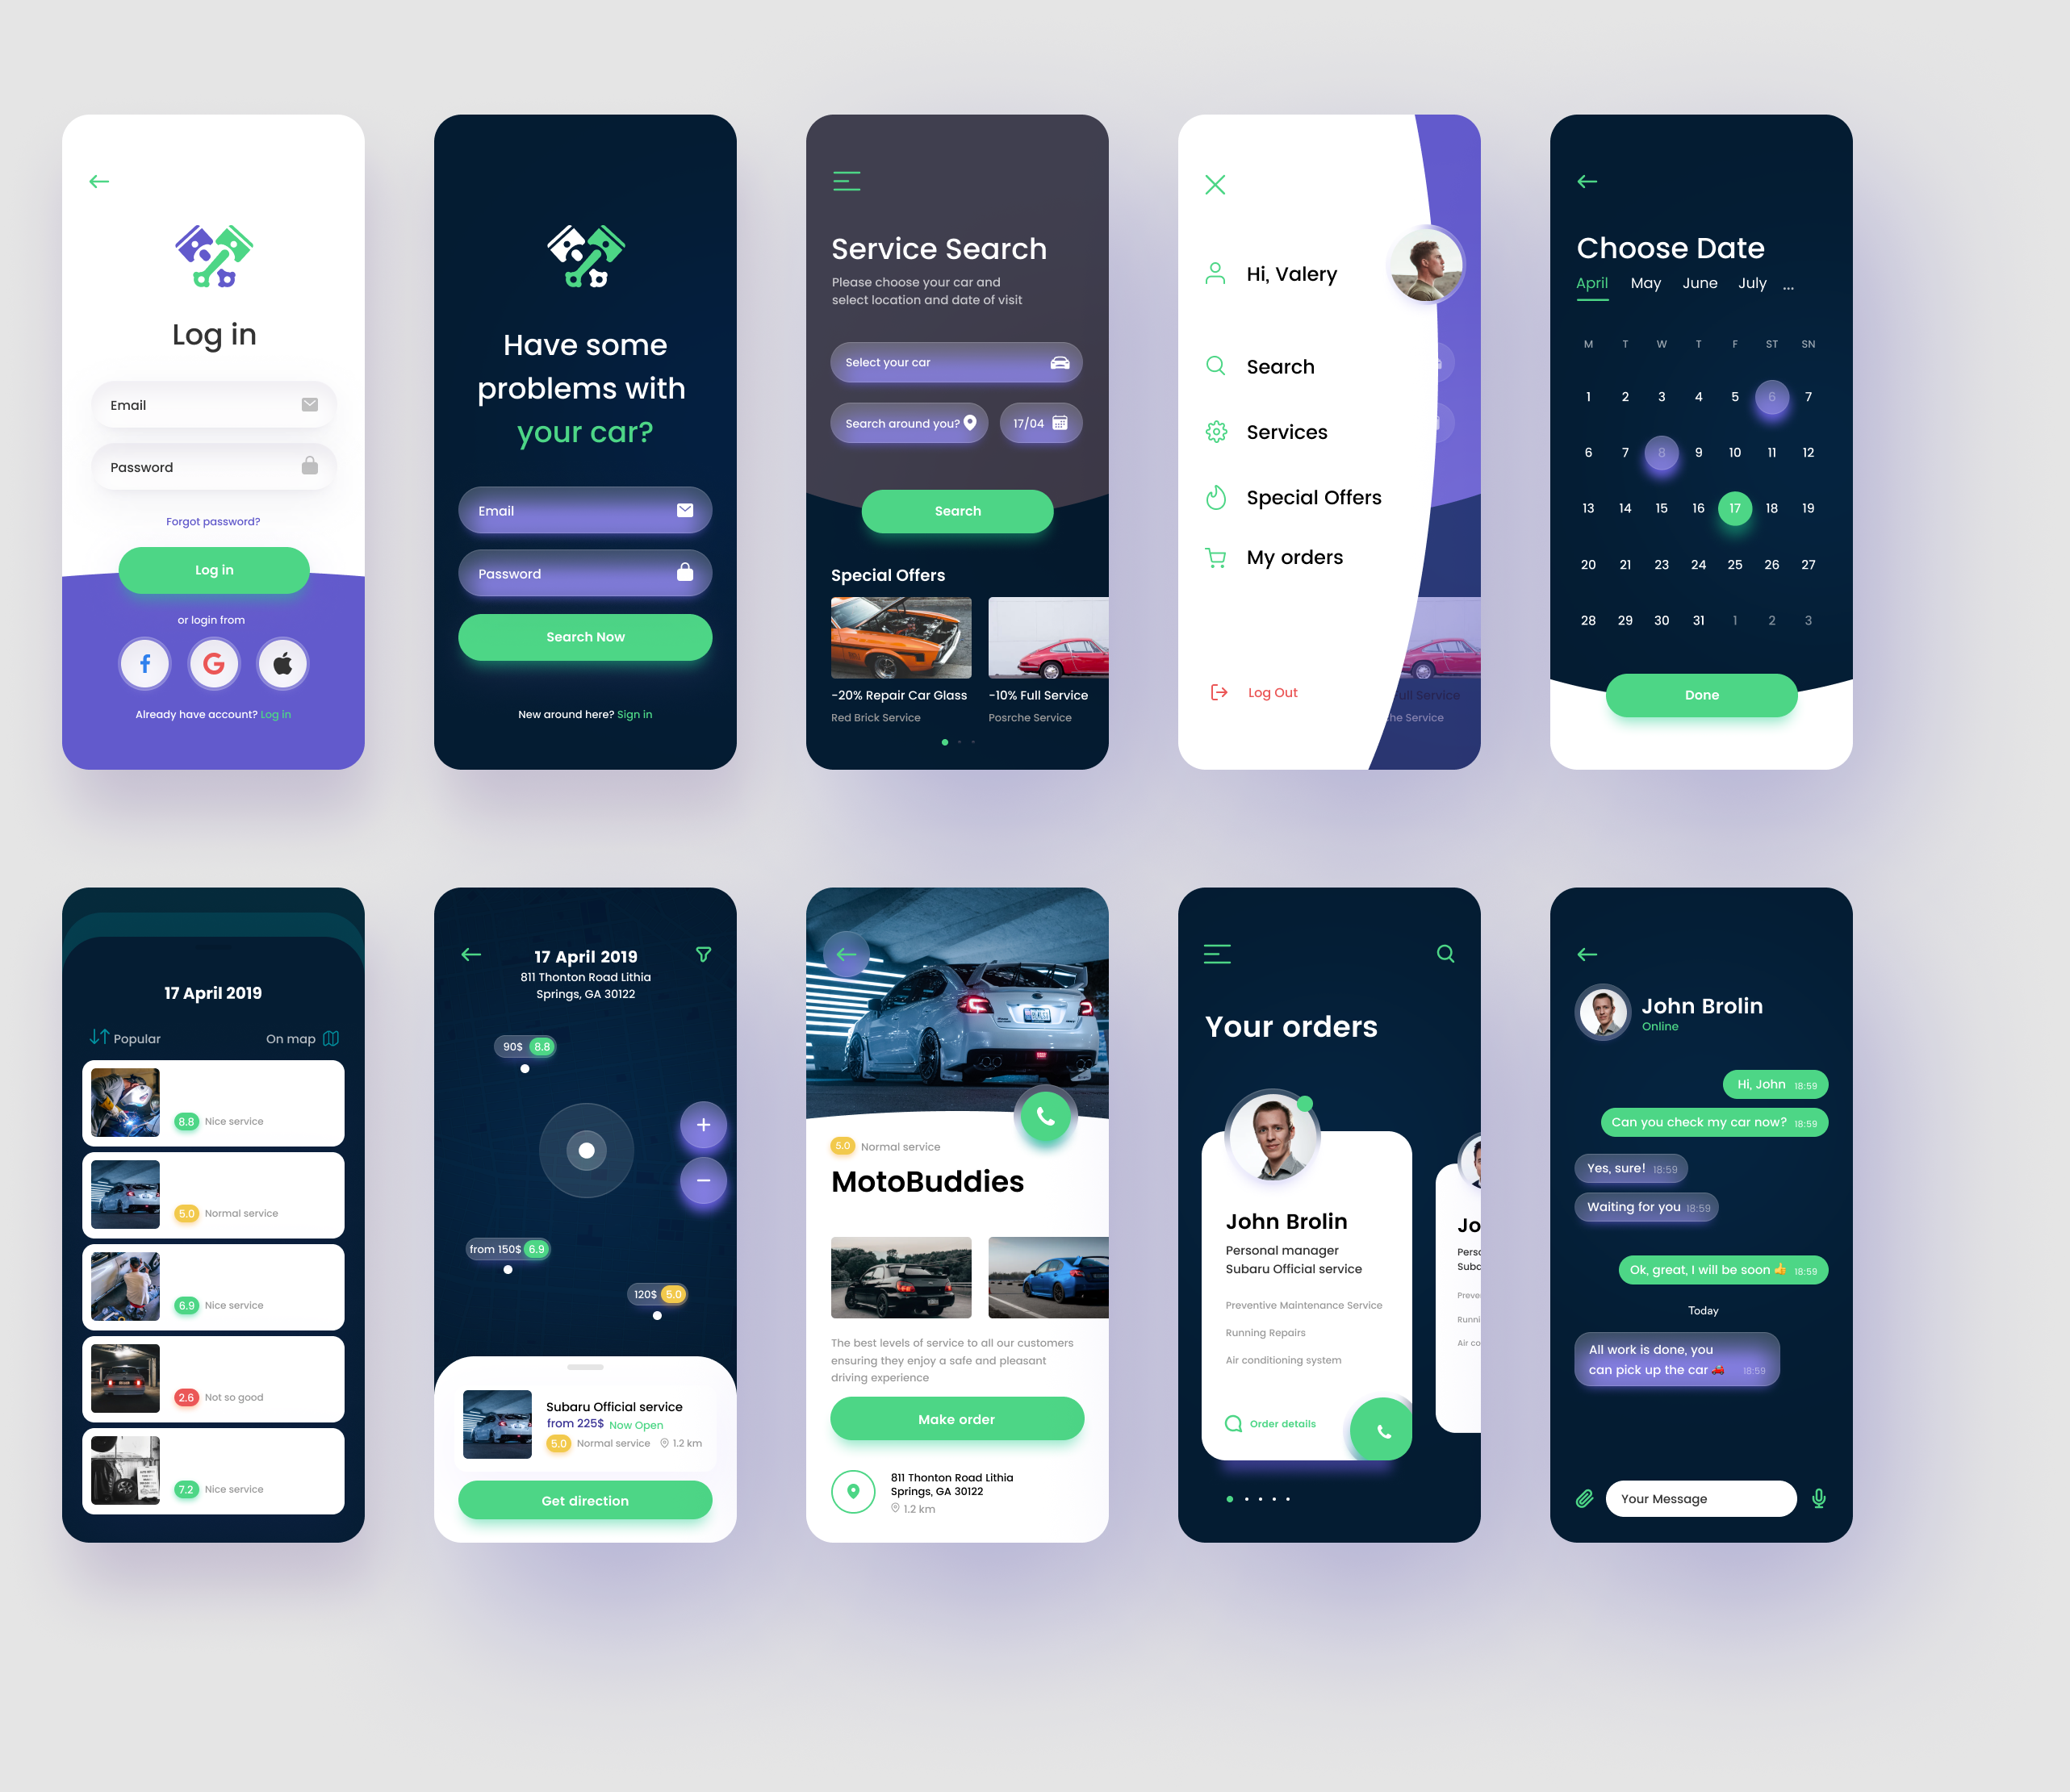 Log in
Email
Password
Forgot password?
Log in
or login from
Already have account? Log in
Have some
problems with
your car?
Email
Password
Search Now
New around here? Sign in
Service Search
Please choose your car and
select location and date of visit
Select your car
Search around you?
17/04
Search
Special Offers
-20% Repair Car Glass
Red Brick Service
-10% Full Service
Posrche Service
Hi, Valery
Search
Services
Special Offers
My orders
Log Out
ull Service
he Service
Choose Date
April May June July ...
M T W T F ST SN
1 2 3 4 5 6 7
6 7 8 9 10 11 12
13 14 15 16 17 18 19
20 21 23 24 25 26 27
28 29 30 31 1 2 3
Done
17 April 2019
Popular
On map
8.8 Nice service
5.0 Normal service
6.9 Nice service
2.6 Not so good
7.2 Nice service
17 April 2019
811 Thonton Road Lithia
Springs, GA 30122
90$ 8.8
+
−
from 150$ 6.9
120$ 5.0
Subaru Official service
from 225$ Now Open
5.0 Normal service 1.2 km
Get direction
5.0 Normal service
MotoBuddies
The best levels of service to all our customers
ensuring they enjoy a safe and pleasant
driving experience
Make order
811 Thonton Road Lithia
Springs, GA 30122
1.2 km
Your orders
John Brolin
Personal manager
Subaru Official service
Preventive Maintenance Service
Running Repairs
Air conditioning system
Order details
Jo
Perso
Suba
Preve
Runni
Air co
John Brolin
Online
Hi, John 18:59
Can you check my car now? 18:59
Yes, sure! 18:59
Waiting for you 18:59
Ok, great, I will be soon 👍 18:59
Today
All work is done, you
can pick up the car 🚗 18:59
Your Message